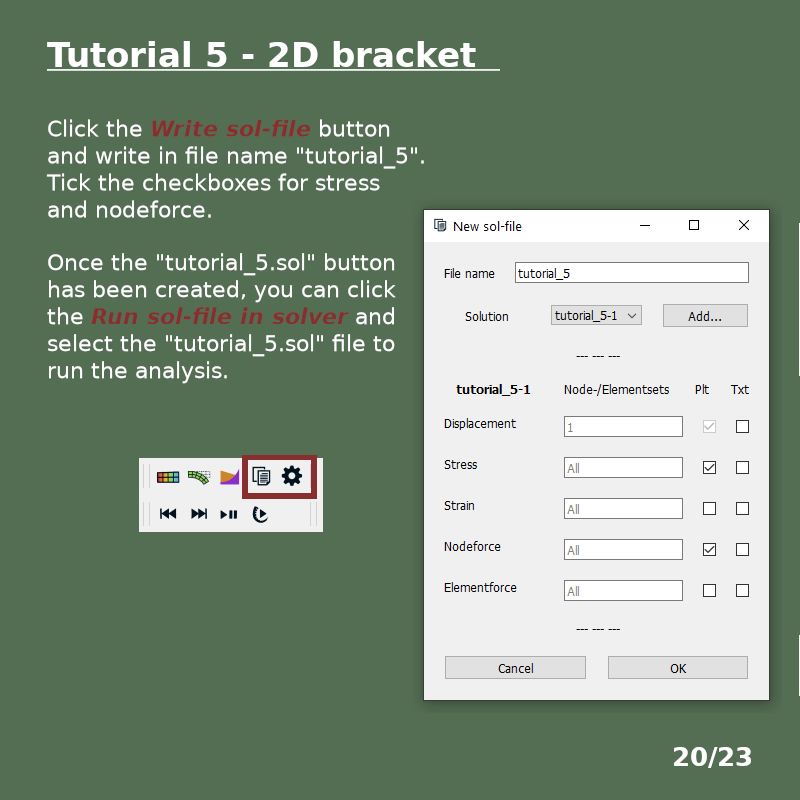 Tutorial 5 - 2D bracket
Click the Write sol-file button
and write in file name "tutorial_5".
Tick the checkboxes for stress
and nodeforce.
Once the "tutorial_5.sol" button
has been created, you can click
the Run sol-file in solver and
select the "tutorial_5.sol" file to
run the analysis.
New sol-file
File name tutorial_5
Solution tutorial_5-1 Add...
--- --- ---
tutorial_5-1 Node-/Elementsets Plt Txt
Displacement 1
Stress All
Strain All
Nodeforce All
Elementforce All
--- --- ---
Cancel OK
20/23